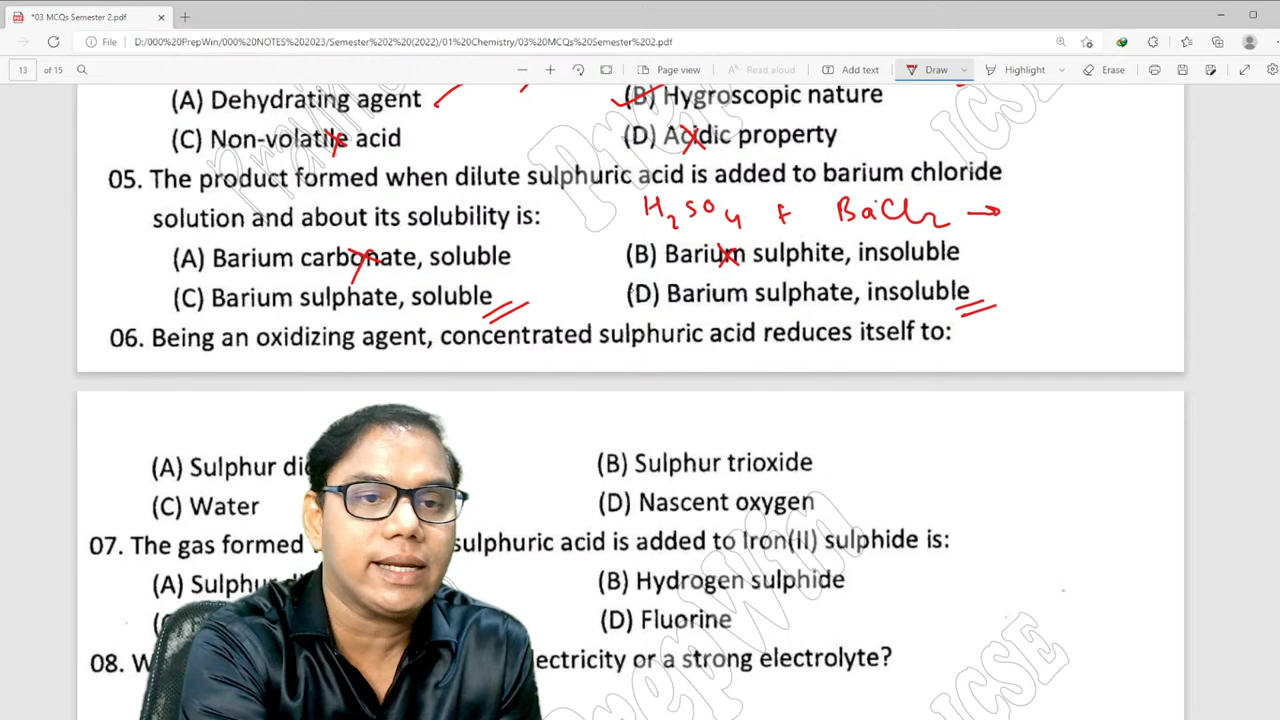 *03 MCQs Semester 2.pdf
File D:/000%20PrepWin/000%20NOTES%202023/Semester%202%20(2022)/01%20Chemistry/03%20MCQs%20Semester%202.pdf
13 of 15 Page view Read aloud Add text Draw Highlight Erase
(A) Dehydrating agent (B) Hygroscopic nature
(C) Non-volatile acid (D) Acidic property
05. The product formed when dilute sulphuric acid is added to barium chloride
solution and about its solubility is:
H2SO4 + BaCl2 →
(A) Barium carbonate, soluble (B) Barium sulphite, insoluble
(C) Barium sulphate, soluble (D) Barium sulphate, insoluble
06. Being an oxidizing agent, concentrated sulphuric acid reduces itself to:
(A) Sulphur (B) Sulphur trioxide
(C) Water (D) Nascent oxygen
07. The gas formed sulphuric acid is added to Iron(II) sulphide is:
(A) Sulphur (B) Hydrogen sulphide
(D) Fluorine
08. or a strong electrolyte?
PrepWin
ICSE
ICSE